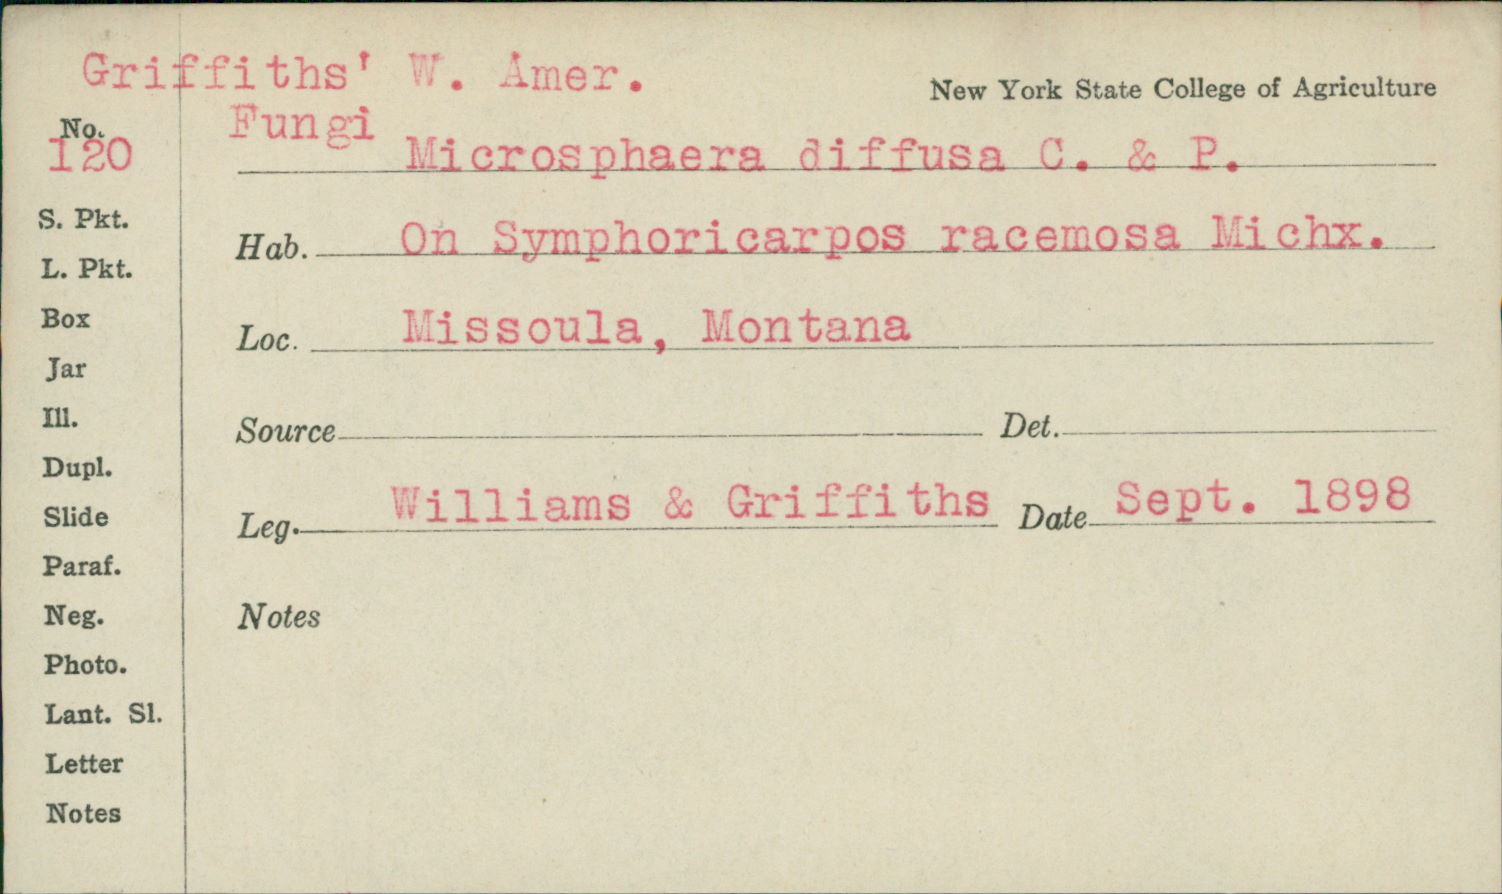 Griffiths' W. Amer.
Fungi
New York State College of Agriculture
No.
120
Microsphaera diffusa C. & P.
S. Pkt.
Hab. On Symphoricarpos racemosa Michx.
L. Pkt.
Box
Loc. Missoula, Montana
Jar
Ill.
Source Det.
Dupl.
Slide
Leg. Williams & Griffiths Date Sept. 1898
Paraf.
Neg.
Notes
Photo.
Lant. Sl.
Letter
Notes